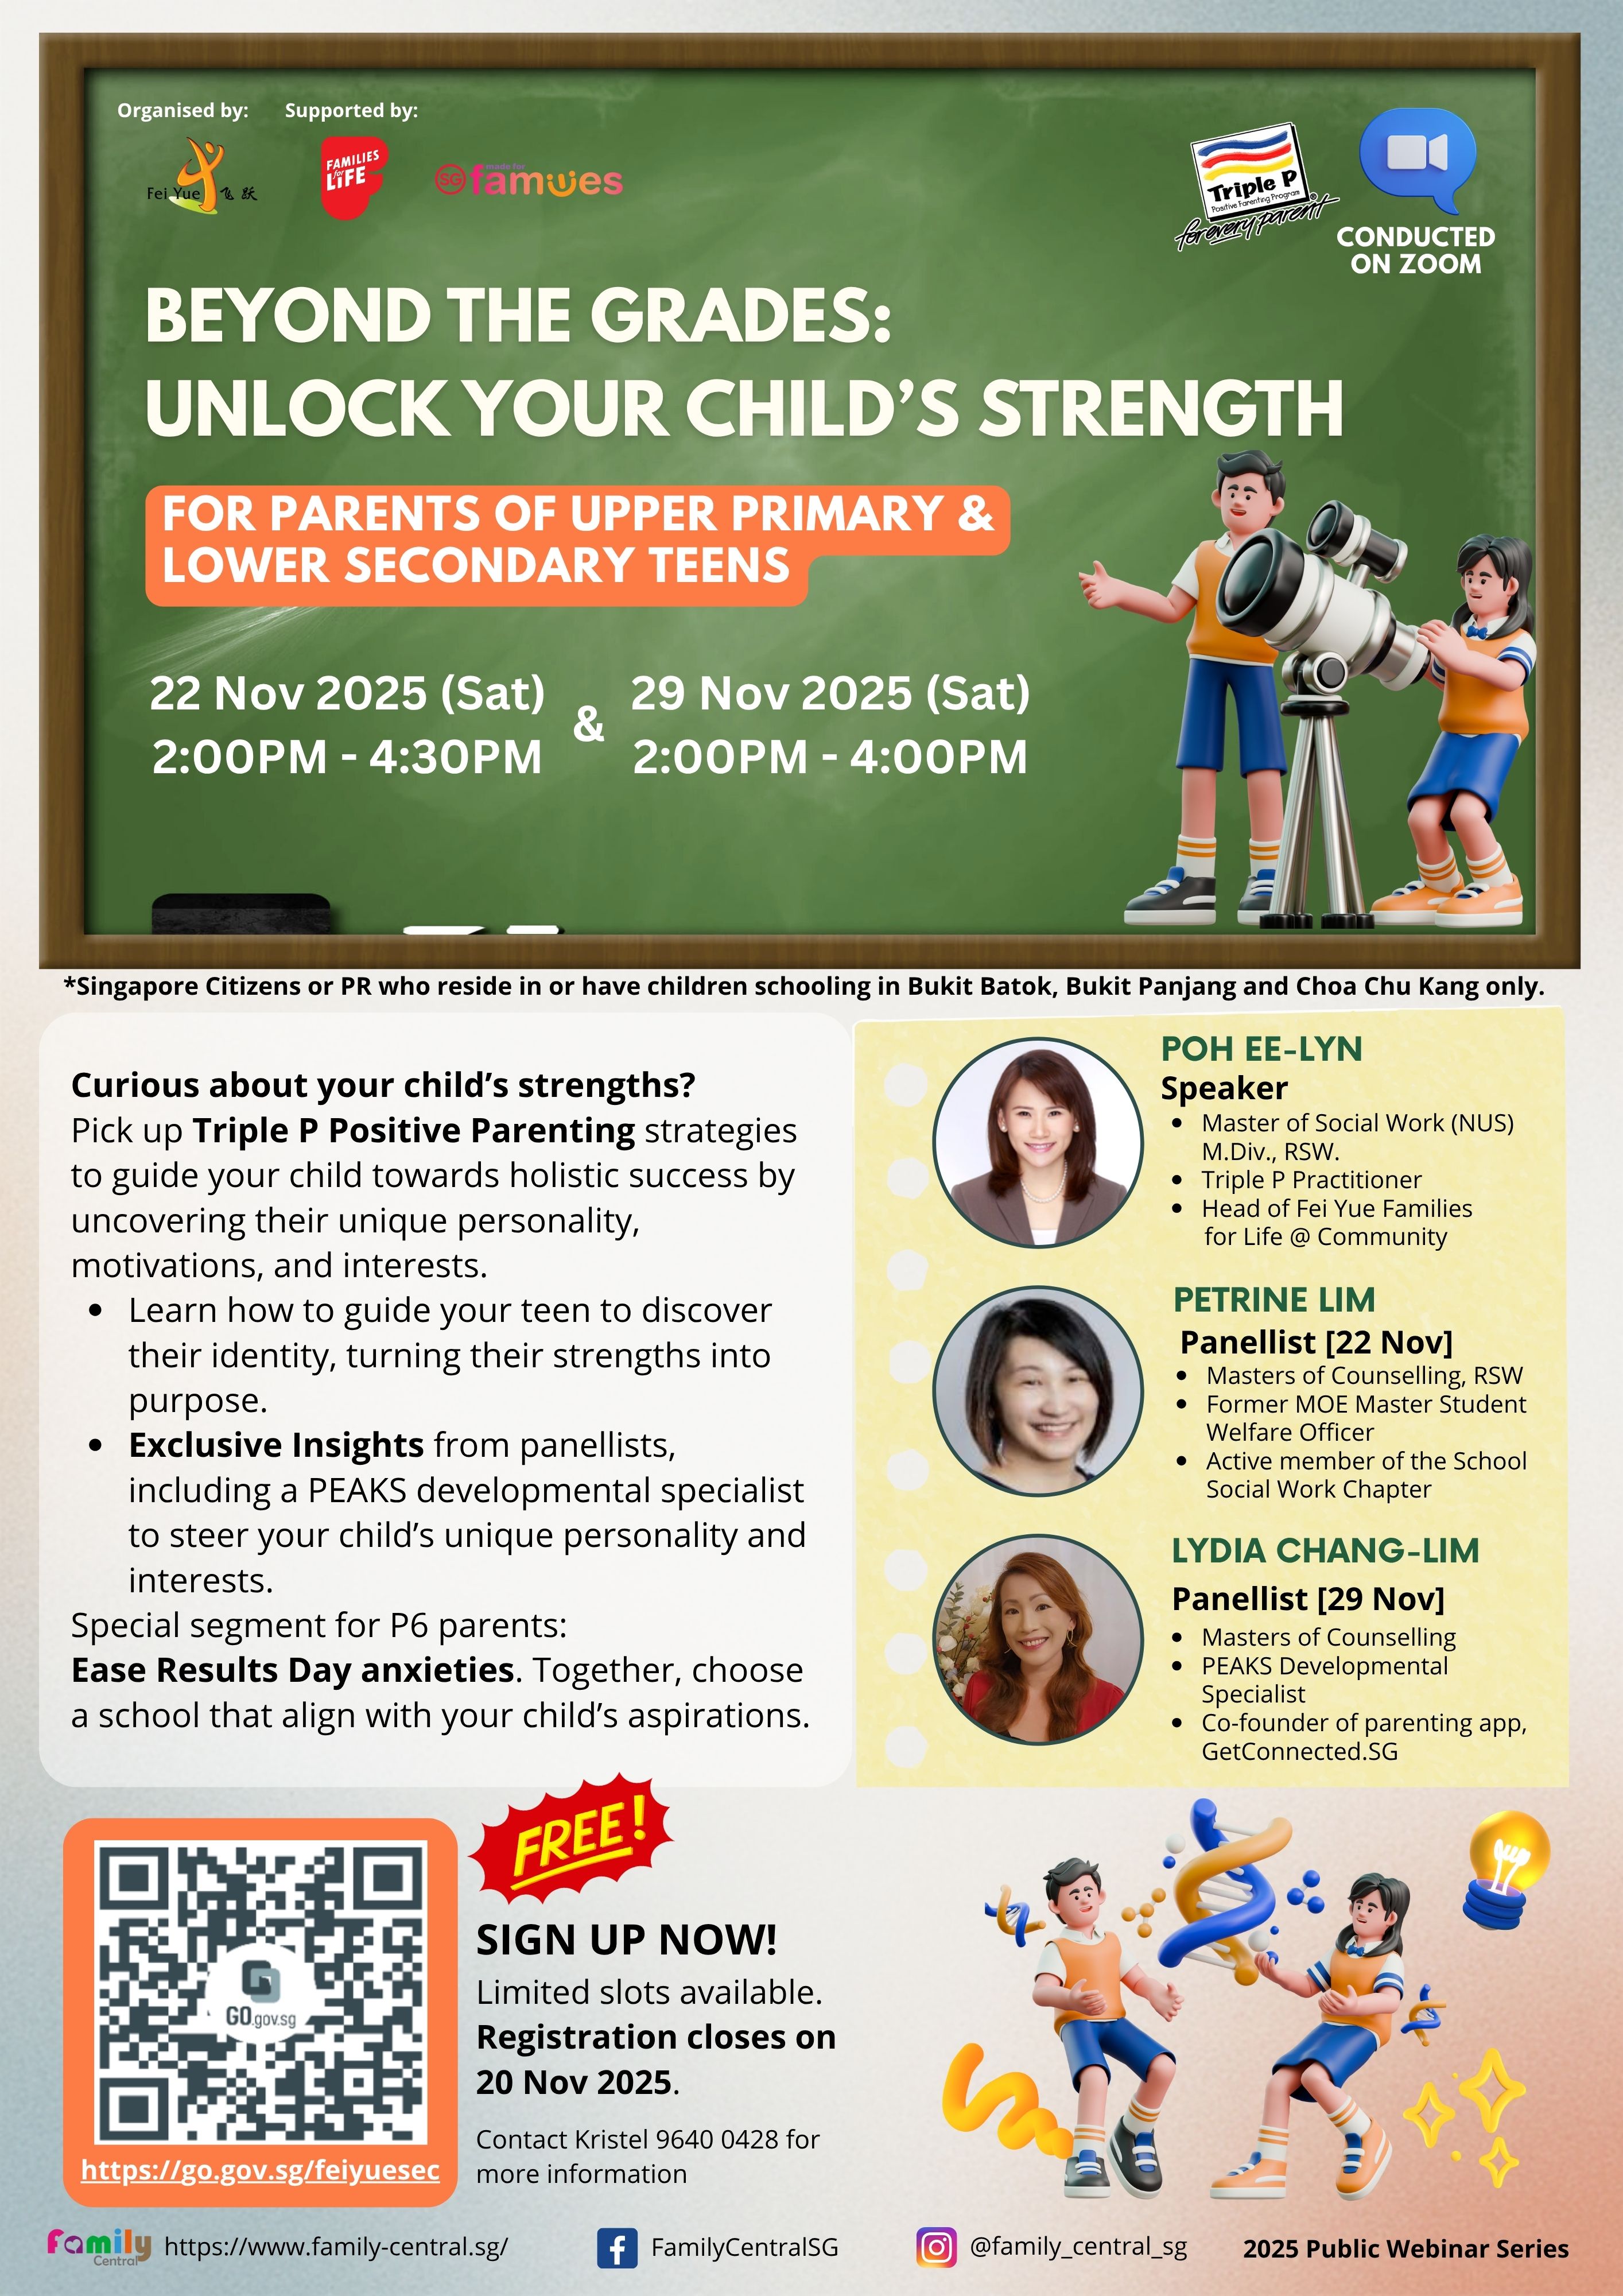 Organised by:
Supported by:
Fei Yue 飞跃
FAMILIES
for
LiFE
SG
made for
families
Triple P
Positive Parenting Program
for every parent
CONDUCTED
ON ZOOM
BEYOND THE GRADES:
UNLOCK YOUR CHILD’S STRENGTH
FOR PARENTS OF UPPER PRIMARY &
LOWER SECONDARY TEENS
22 Nov 2025 (Sat)
2:00PM - 4:30PM
&
29 Nov 2025 (Sat)
2:00PM - 4:00PM
*Singapore Citizens or PR who reside in or have children schooling in Bukit Batok, Bukit Panjang and Choa Chu Kang only.
Curious about your child’s strengths?
Pick up Triple P Positive Parenting strategies
to guide your child towards holistic success by
uncovering their unique personality,
motivations, and interests.
• Learn how to guide your teen to discover
their identity, turning their strengths into
purpose.
• Exclusive Insights from panellists,
including a PEAKS developmental specialist
to steer your child’s unique personality and
interests.
Special segment for P6 parents:
Ease Results Day anxieties. Together, choose
a school that align with your child’s aspirations.
POH EE-LYN
Speaker
• Master of Social Work (NUS)
M.Div., RSW.
• Triple P Practitioner
• Head of Fei Yue Families
for Life @ Community
PETRINE LIM
Panellist [22 Nov]
• Masters of Counselling, RSW
• Former MOE Master Student
Welfare Officer
• Active member of the School
Social Work Chapter
LYDIA CHANG-LIM
Panellist [29 Nov]
• Masters of Counselling
• PEAKS Developmental
Specialist
• Co-founder of parenting app,
GetConnected.SG
GO.gov.sg
https://go.gov.sg/feiyuesec
FREE!
SIGN UP NOW!
Limited slots available.
Registration closes on
20 Nov 2025.
Contact Kristel 9640 0428 for
more information
family
Central
https://www.family-central.sg/
FamilyCentralSG
@family_central_sg
2025 Public Webinar Series